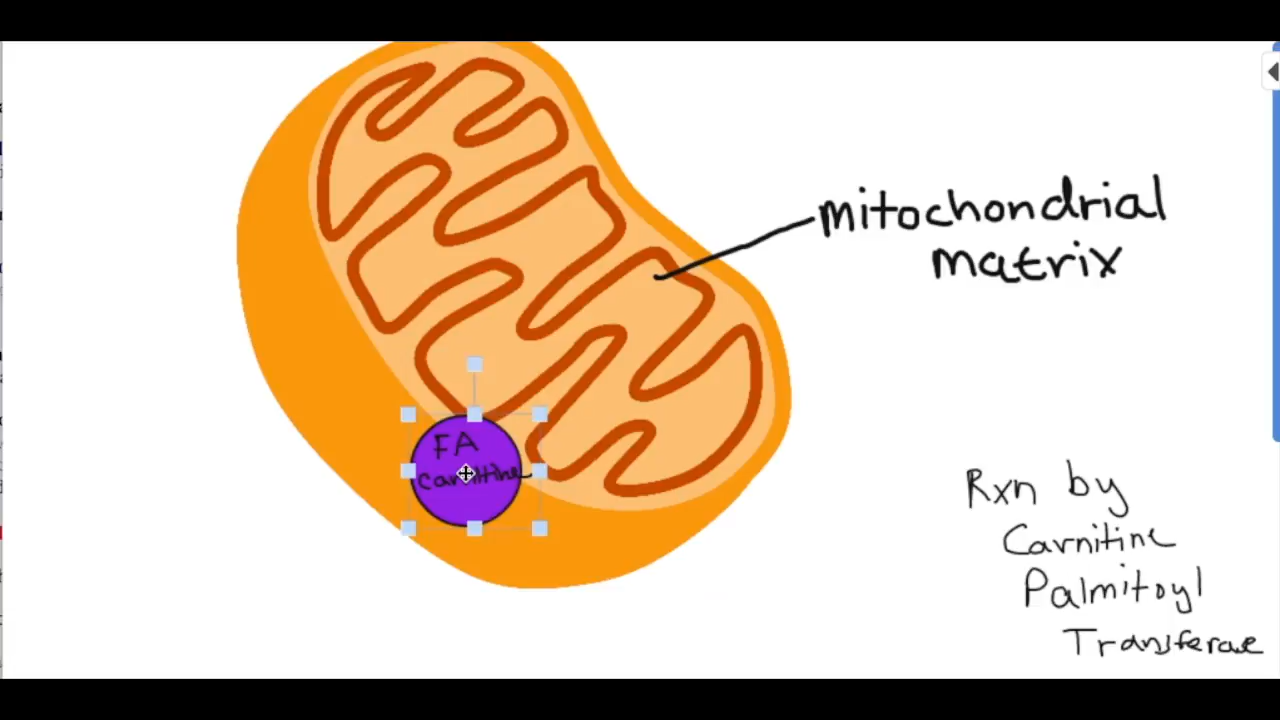 mitochondrial
matrix
FA
Carnitine
Rxn by
Carnitine
Palmitoyl
Transferase